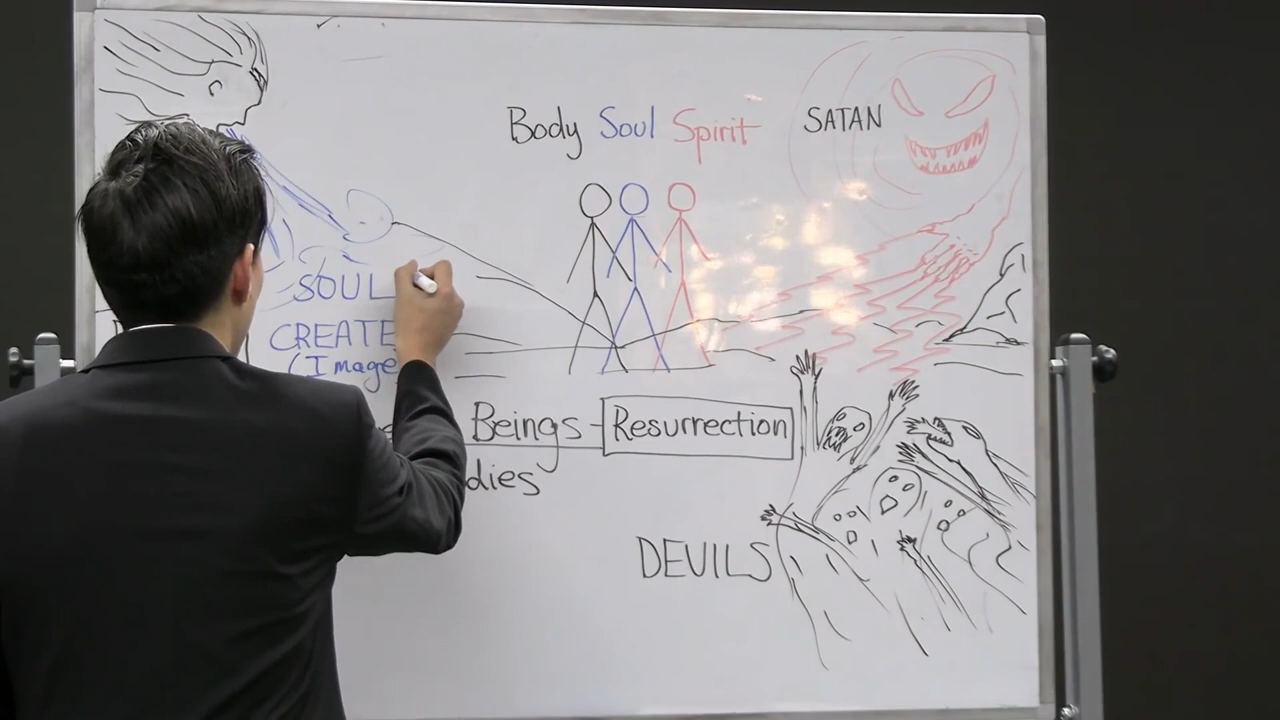 Body Soul Spirit
SATAN
SOUL
CREATE
(Image
Beings - Resurrection
dies
DEVILS